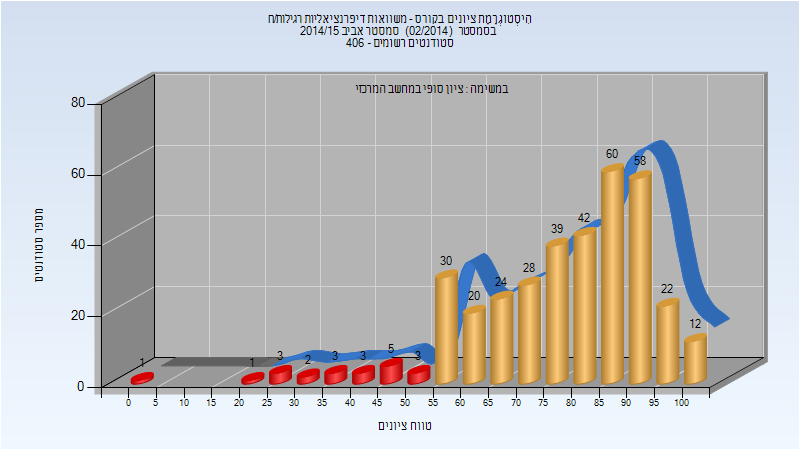 הִיסטוֹגְרָמַת ציונים בקורס - משוואות דיפרנציאליות רגילות/ח
בסמסטר (02/2014) סמסטר אביב 2014/15
406 - סטודנטים רשומים
במשימה : ציון סופי במחשב המרכזי
מספר סטודנטים
80
60
40
20
0
1 1 3 2 3 3 5 3 30 20 24 28 39 42 60 58 22 12
0 5 10 15 20 25 30 35 40 45 50 55 60 65 70 75 80 85 90 95 100
טווח ציונים